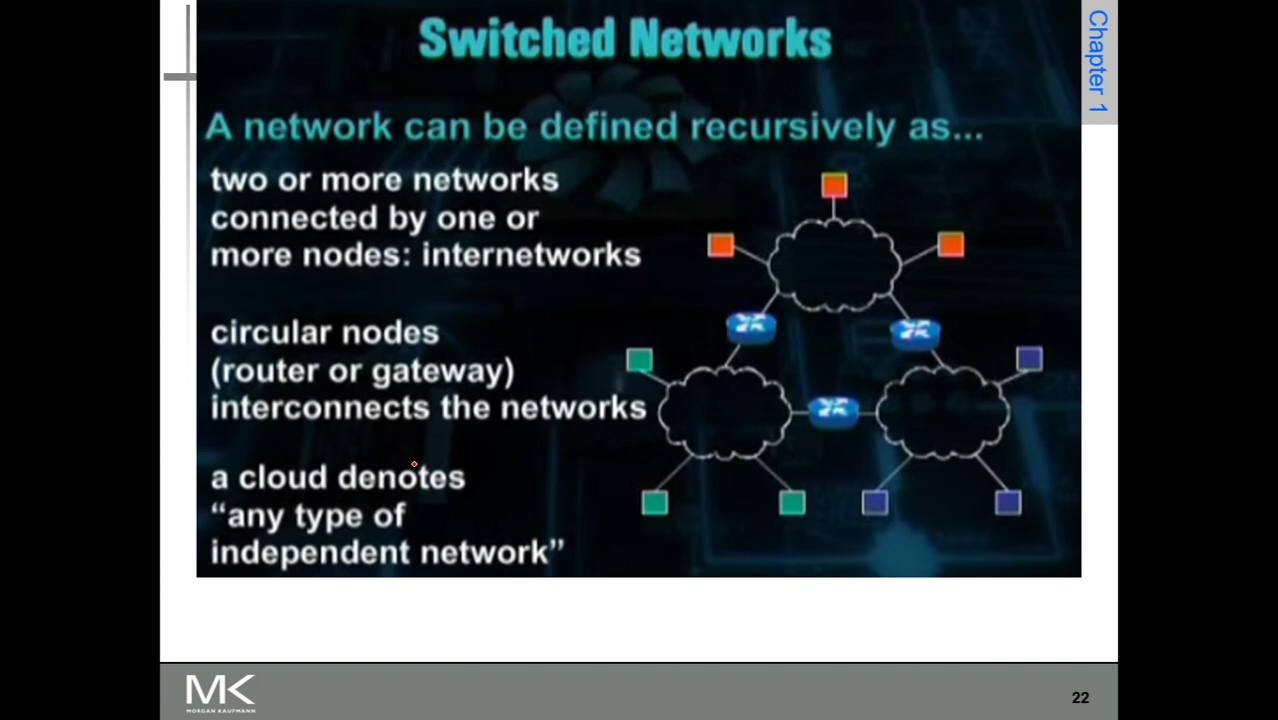 Switched Networks
Chapter 1
A network can be defined recursively as...
two or more networks
connected by one or
more nodes: internetworks
circular nodes
(router or gateway)
interconnects the networks
a cloud denotes
“any type of
independent network”
MK
MORGAN KAUFMANN
22